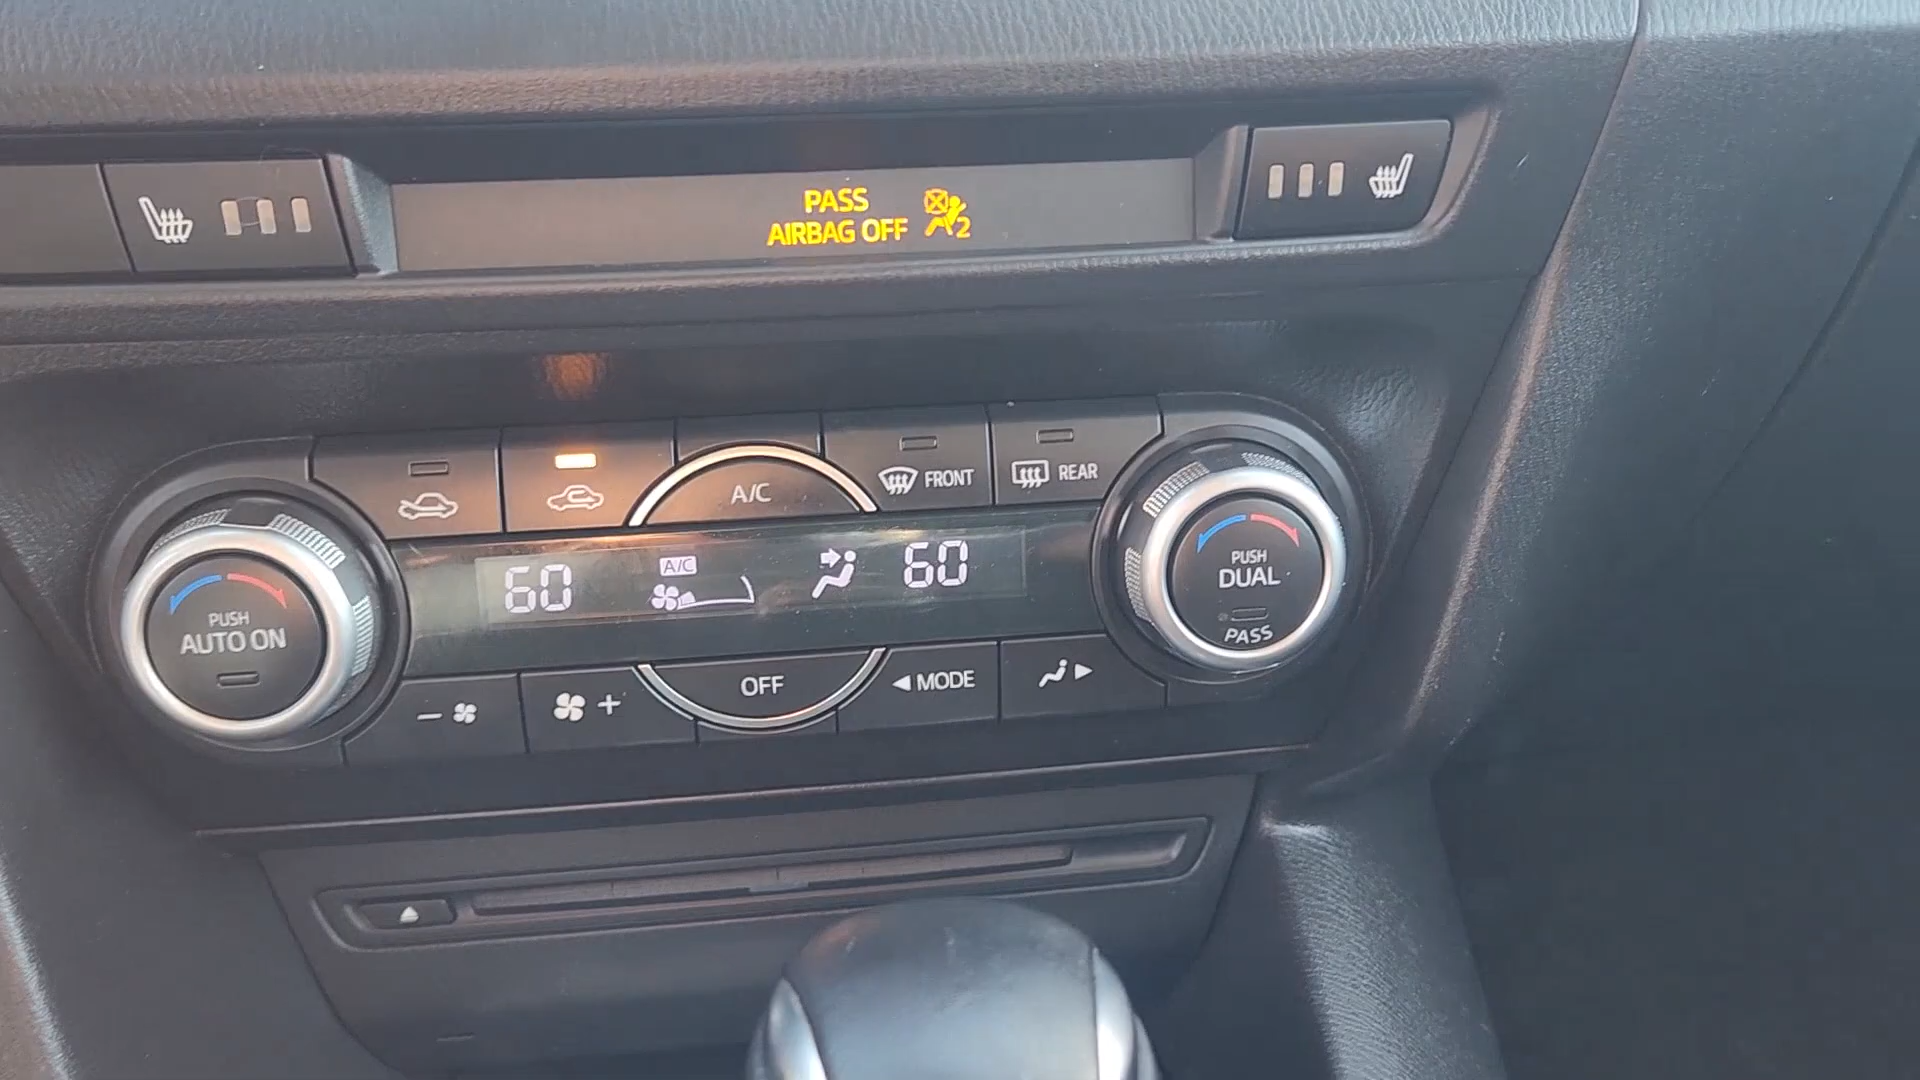 PASS
AIRBAG OFF 2
A/C
FRONT
REAR
60
A/C
60
PUSH
AUTO ON
PUSH
DUAL
PASS
OFF
MODE